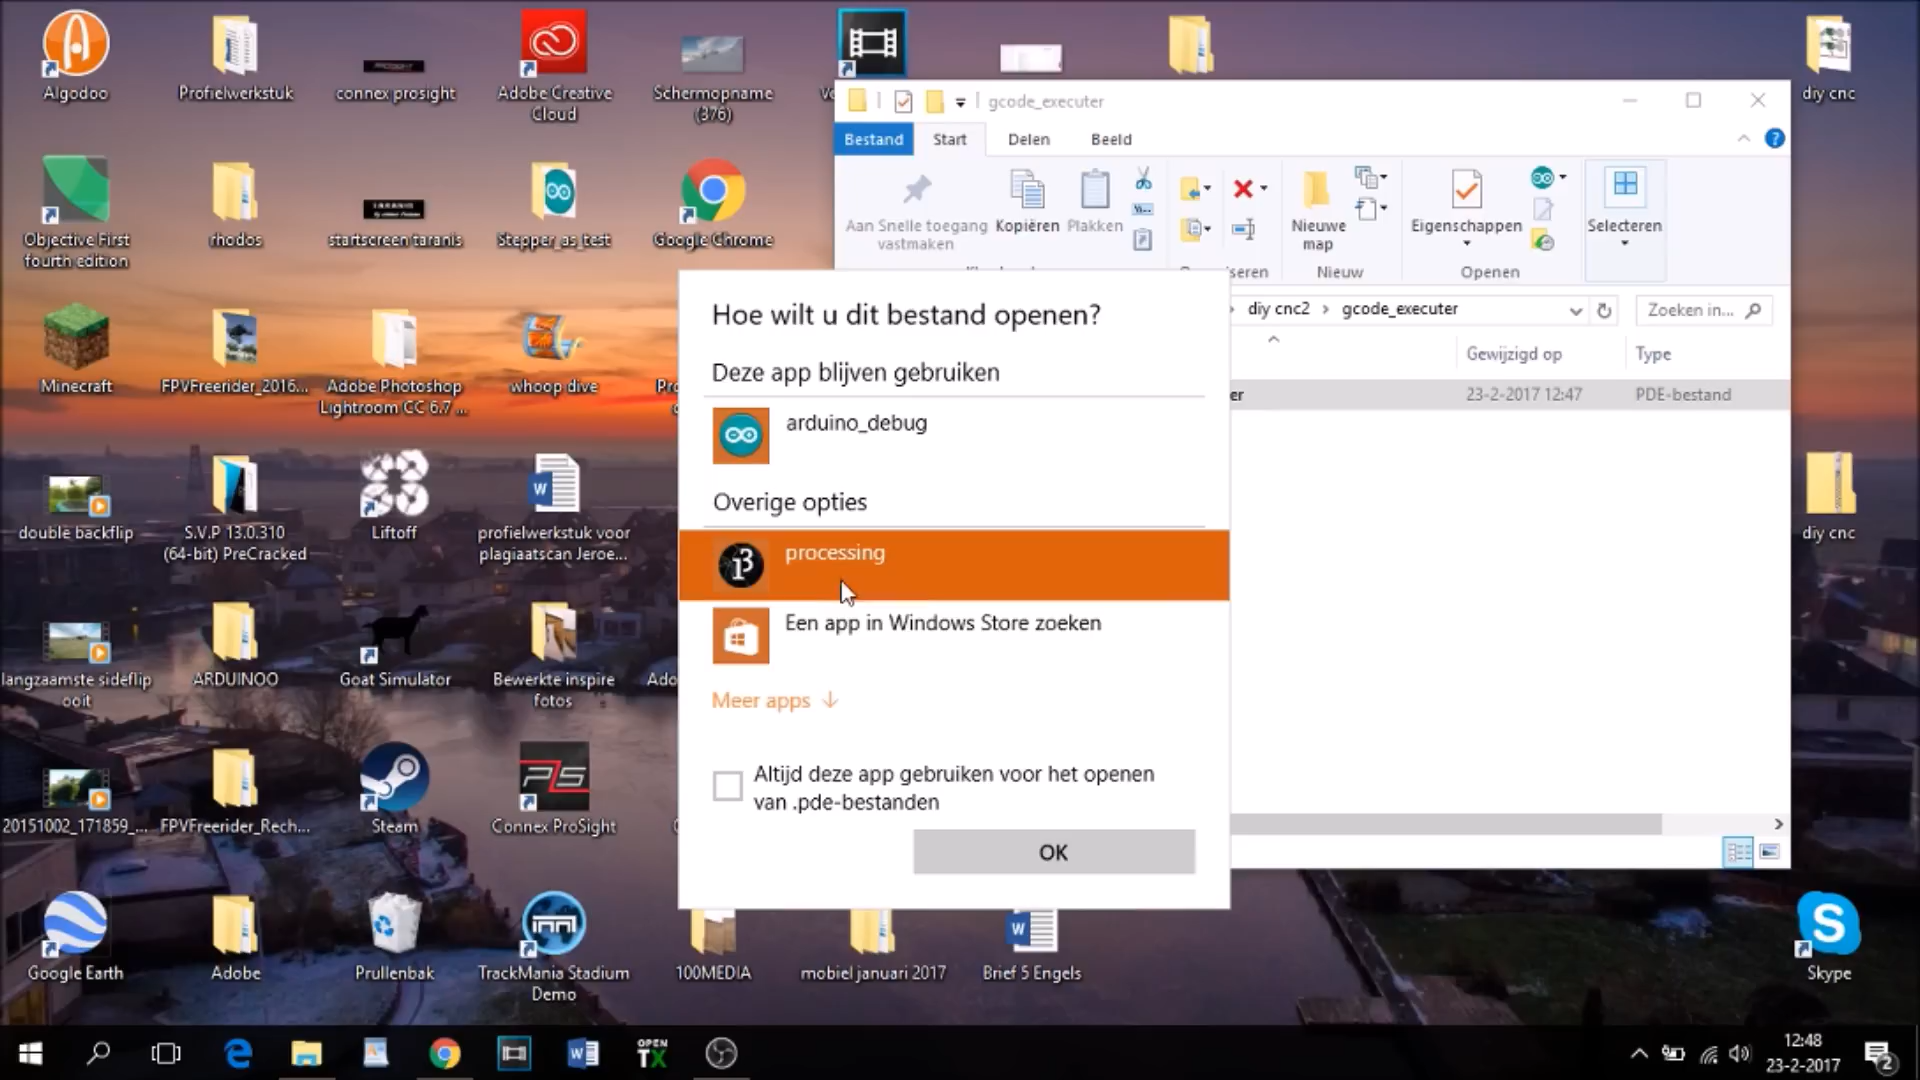 Algodoo
Profielwerkstuk
connex prosight
Adobe Creative
Cloud
Schermopname
(376)
diy cnc
gcode_executer
Bestand
Start
Delen
Beeld
Objective First
fourth edition
rhodos
startscreen taranis
Stepper_as_test
Google Chrome
Aan Snelle toegang
vastmaken
Kopiëren
Plakken
Nieuwe
map
Eigenschappen
Selecteren
Nieuw
Openen
Hoe wilt u dit bestand openen?
diy cnc2 › gcode_executer
Zoeken in...
Deze app blijven gebruiken
Gewijzigd op
Type
Minecraft
FPVFreerider_2016...
Adobe Photoshop
Lightroom CC 6.7 ...
whoop dive
arduino_debug
er
23-2-2017 12:47
PDE-bestand
Overige opties
double backflip
S.V.P 13.0.310
(64-bit) PreCracked
Liftoff
profielwerkstuk voor
plagiaatscan Jeroe...
processing
diy cnc
Een app in Windows Store zoeken
langzaamste sideflip
ooit
ARDUINOO
Goat Simulator
Bewerkte inspire
fotos
Ado
Meer apps ↓
Altijd deze app gebruiken voor het openen
van .pde-bestanden
20151002_171859_...
FPVFreerider_Rech...
Steam
Connex ProSight
OK
Google Earth
Adobe
Prullenbak
TrackMania Stadium
Demo
100MEDIA
mobiel januari 2017
Brief 5 Engels
Skype
OPEN
TX
12:48
23-2-2017
2